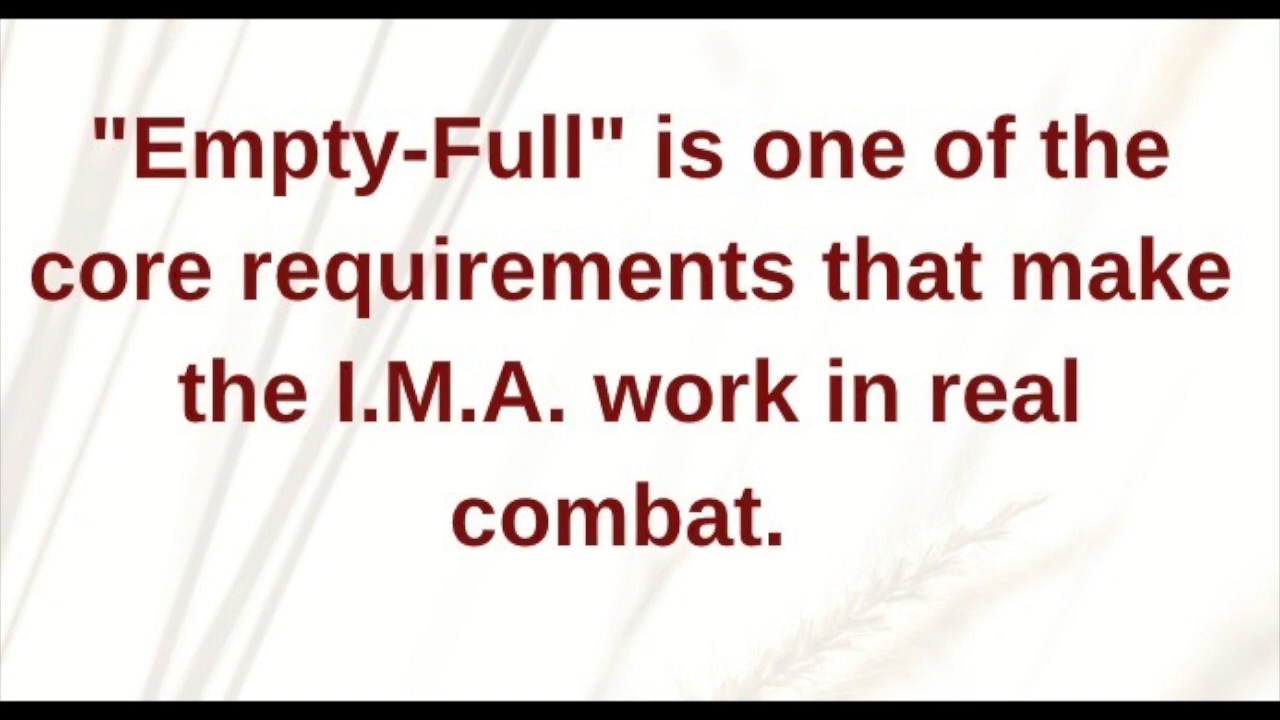 "Empty-Full" is one of the
core requirements that make
the I.M.A. work in real
combat.